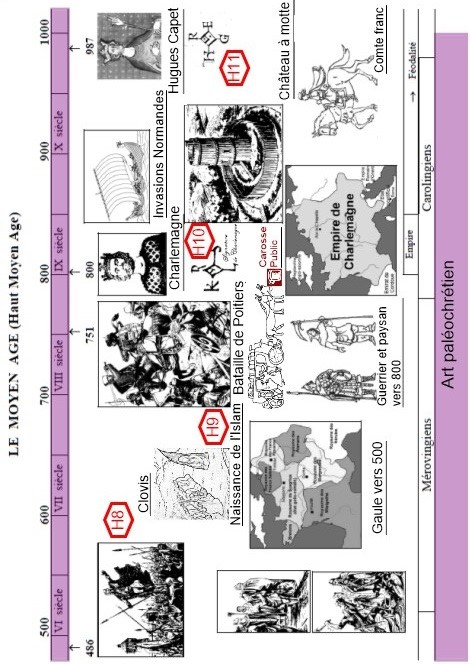 LE MOYEN AGE (Haut Moyen Age)
500
600
700
800
900
1000
VI siècle
VII siècle
VIII siècle
IX siècle
X siècle
486
751
800
987
H8
Clovis
H9
Naissance de l'Islam
Bataille de Poitiers
H10
Charlemagne
Invasions Normandes
Hugues Capet
H11
K R S
H R G E
Carosse
Public
Château à motte
Gaule vers 500
Guerrier et paysan
vers 800
Empire de
Charlemagne
Comte franc
Empire
Féodalité
Mérovingiens
Carolingiens
Art paléochrétien